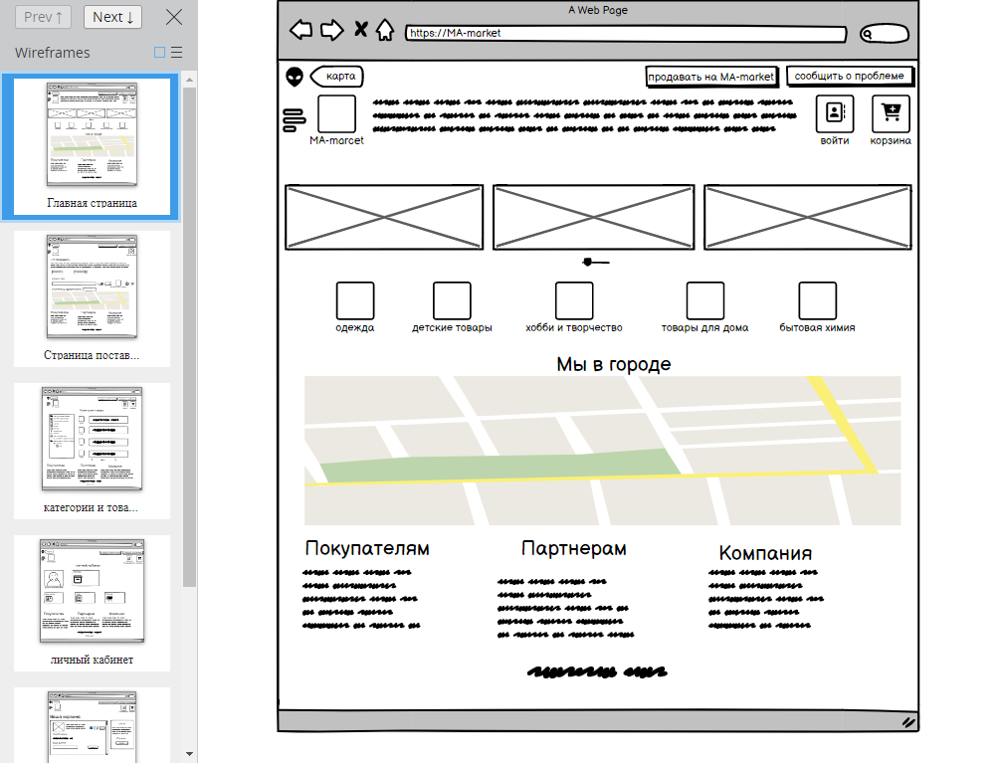 Prev ↑
Next ↓
Wireframes
Главная страница
Страница постав...
категории и това...
личный кабинет
A Web Page
https://MA-market
карта
продавать на MA-market
сообщить о проблеме
MA-marcet
войти
корзина
одежда
детские товары
хобби и творчество
товары для дома
бытовая химия
Мы в городе
Покупателям
Партнерам
Компания